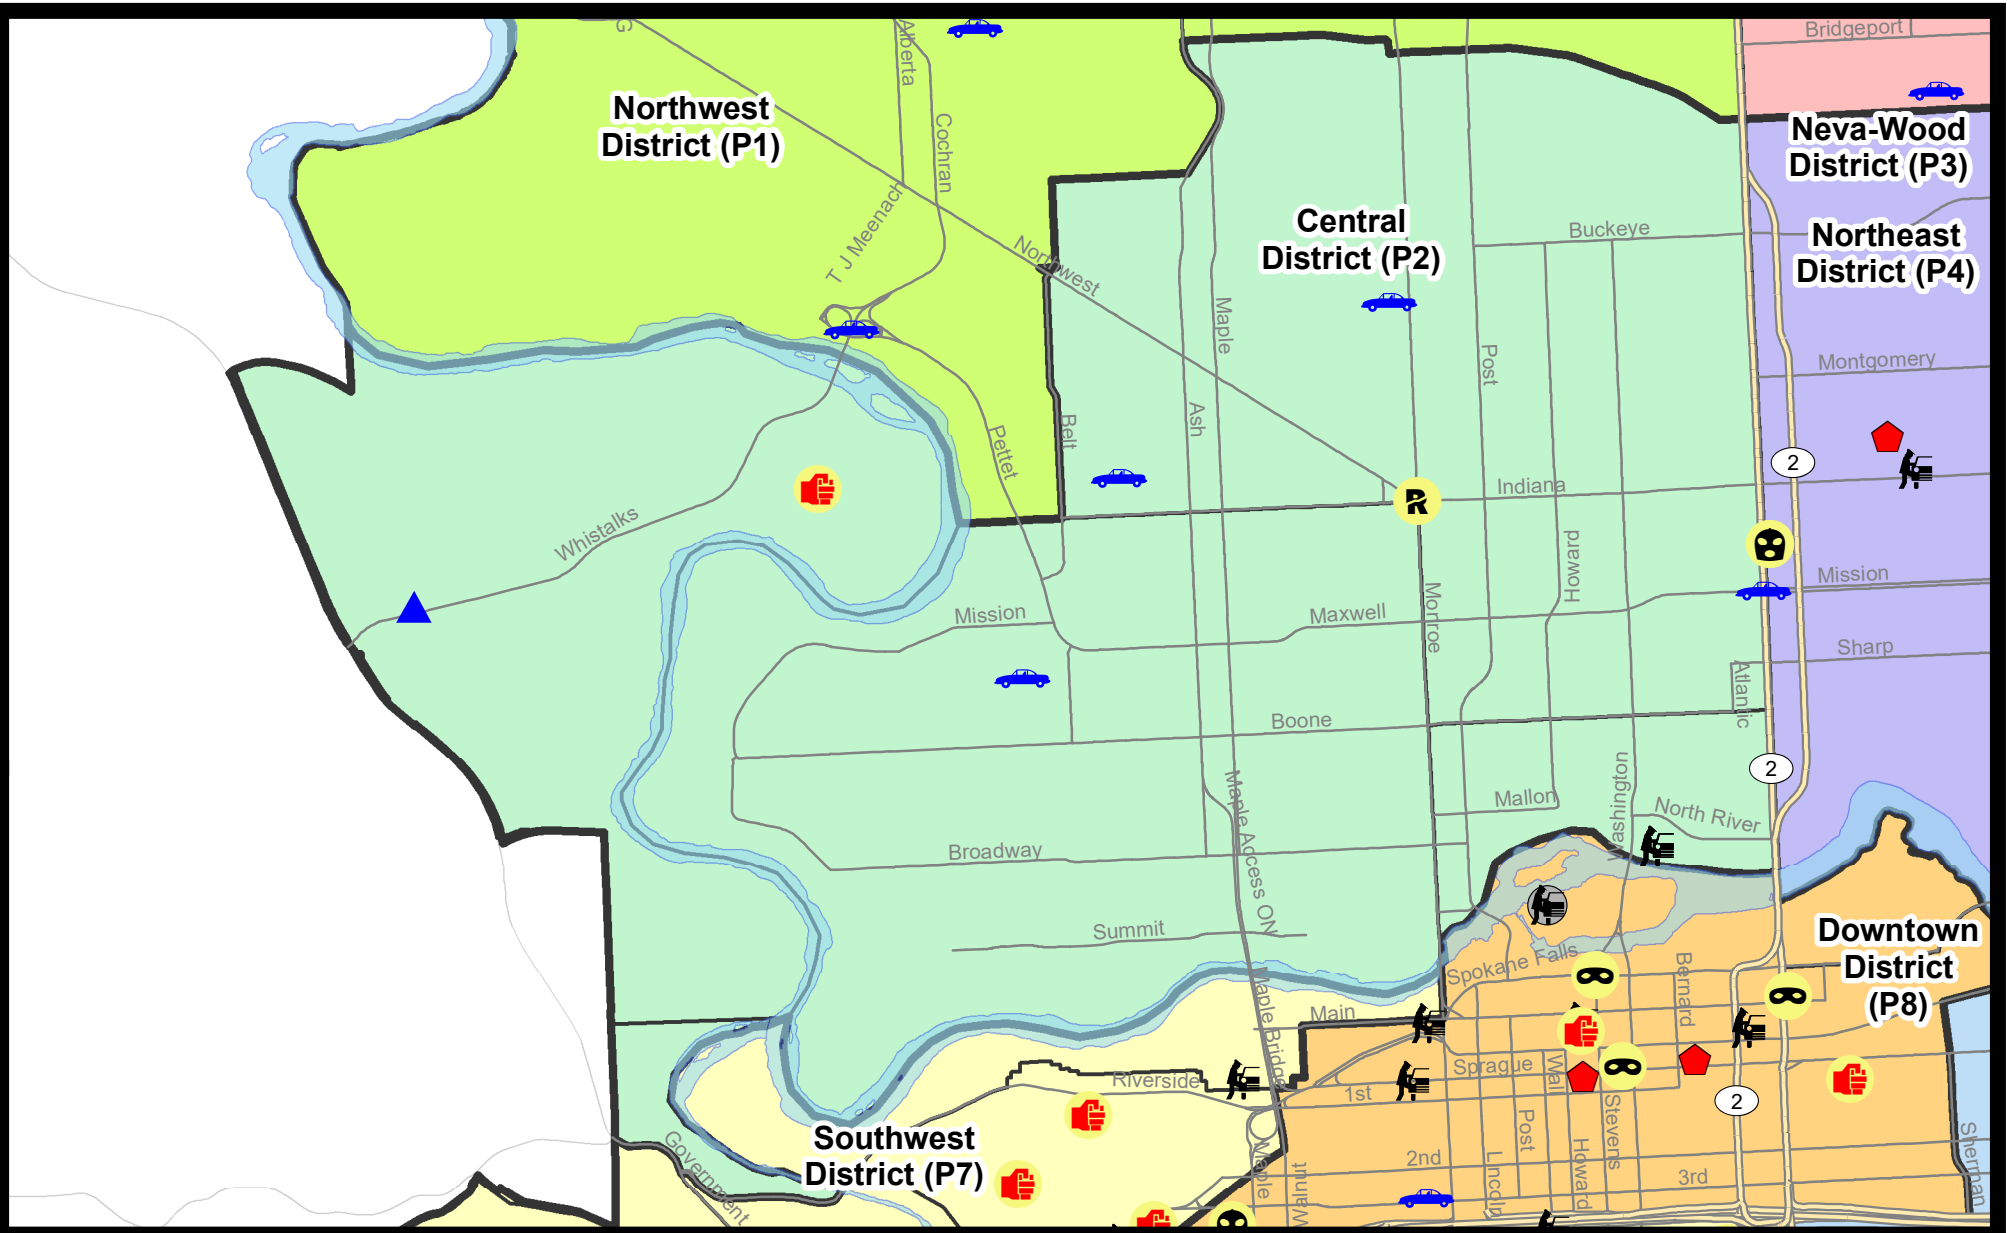 G
Alberta
Cochran
Bridgeport
Northwest
District (P1)
Neva-Wood
District (P3)
T J Meenach
Northwest
Central
District (P2)
Buckeye
Northeast
District (P4)
Maple
Post
Montgomery
Ash
Belt
Pettet
2
Indiana
R
Whistalks
Howard
Mission
Mission
Maxwell
Monroe
Sharp
Atlantic
Boone
2
Maple Access ON
Washington
Mallon
North River
Broadway
Summit
Spokane Falls
Bernard
Downtown
District
(P8)
Main
Maple Bridge
Riverside
Sprague
Wall
1st
2
Stevens
Post
Howard
Lincoln
Southwest
District (P7)
Government
Maple
Walnut
2nd
3rd
Sherman